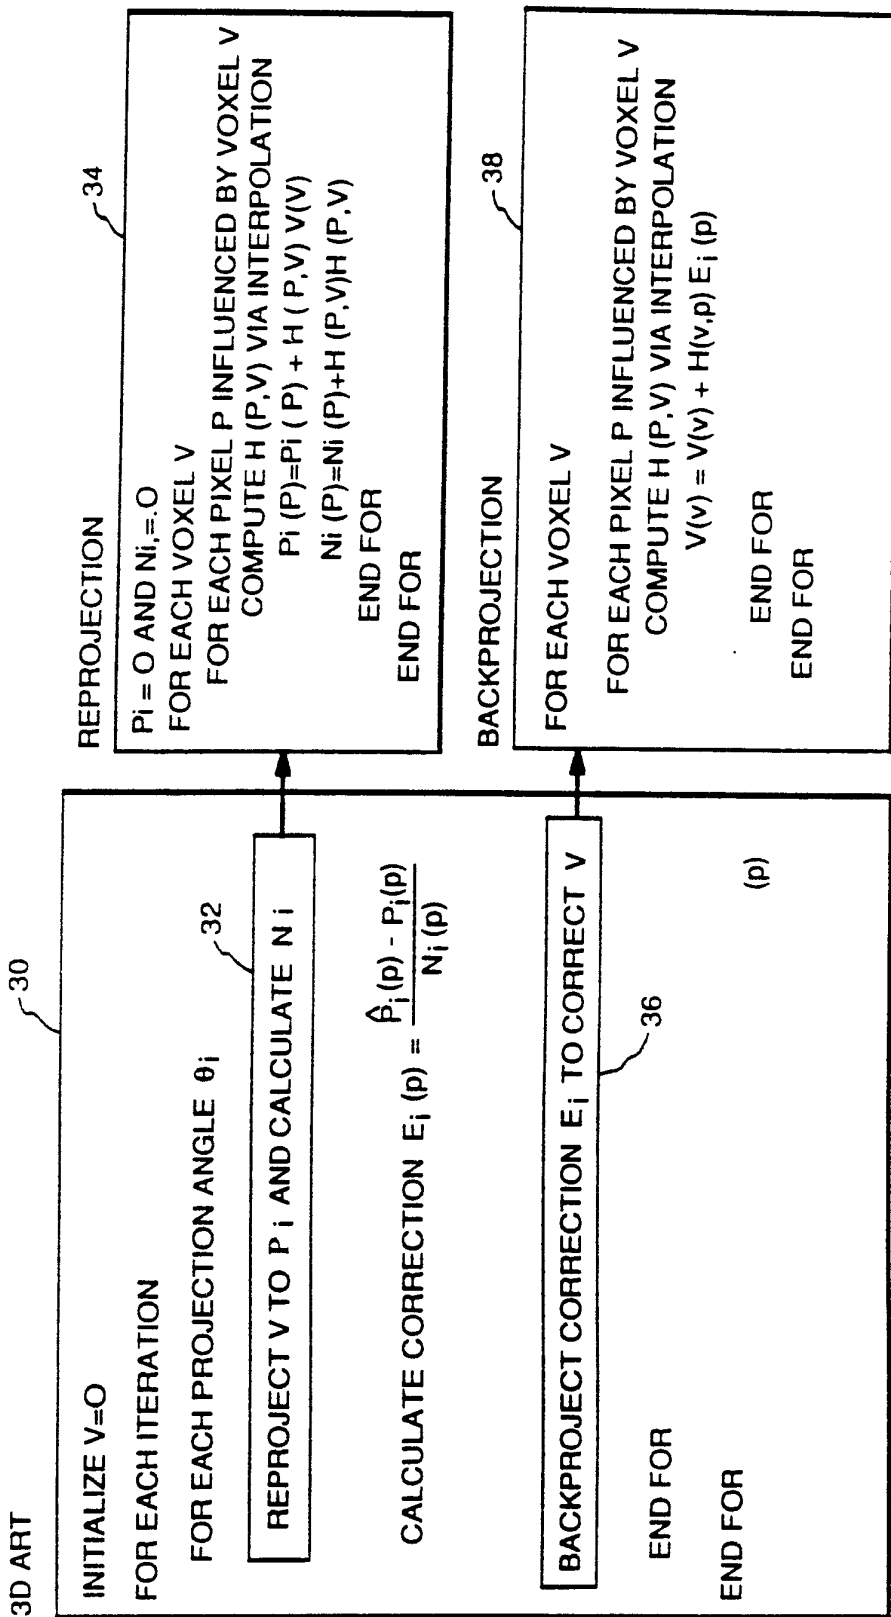 3D ART
30
INITIALIZE V=O
FOR EACH ITERATION
FOR EACH PROJECTION ANGLE θi
32
REPROJECT V TO Pi AND CALCULATE Ni
CALCULATE CORRECTION Ei (p) = P̂i(p) - Pi(p) / Ni (p)
BACKPROJECT CORRECTION Ei TO CORRECT V
36
END FOR
(p)
END FOR
REPROJECTION
34
Pi = O AND Ni,=.O
FOR EACH VOXEL V
FOR EACH PIXEL P INFLUENCED BY VOXEL V
COMPUTE H (P,V) VIA INTERPOLATION
Pi (P)=Pi ( P) + H ( P,V) V(V)
Ni (P)=Ni (P)+H (P,V)H (P,V)
END FOR
END FOR
BACKPROJECTION
38
FOR EACH VOXEL V
FOR EACH PIXEL P INFLUENCED BY VOXEL V
COMPUTE H (P,V) VIA INTERPOLATION
V(v) = V(v) + H(v,p) Ei (p)
END FOR
END FOR